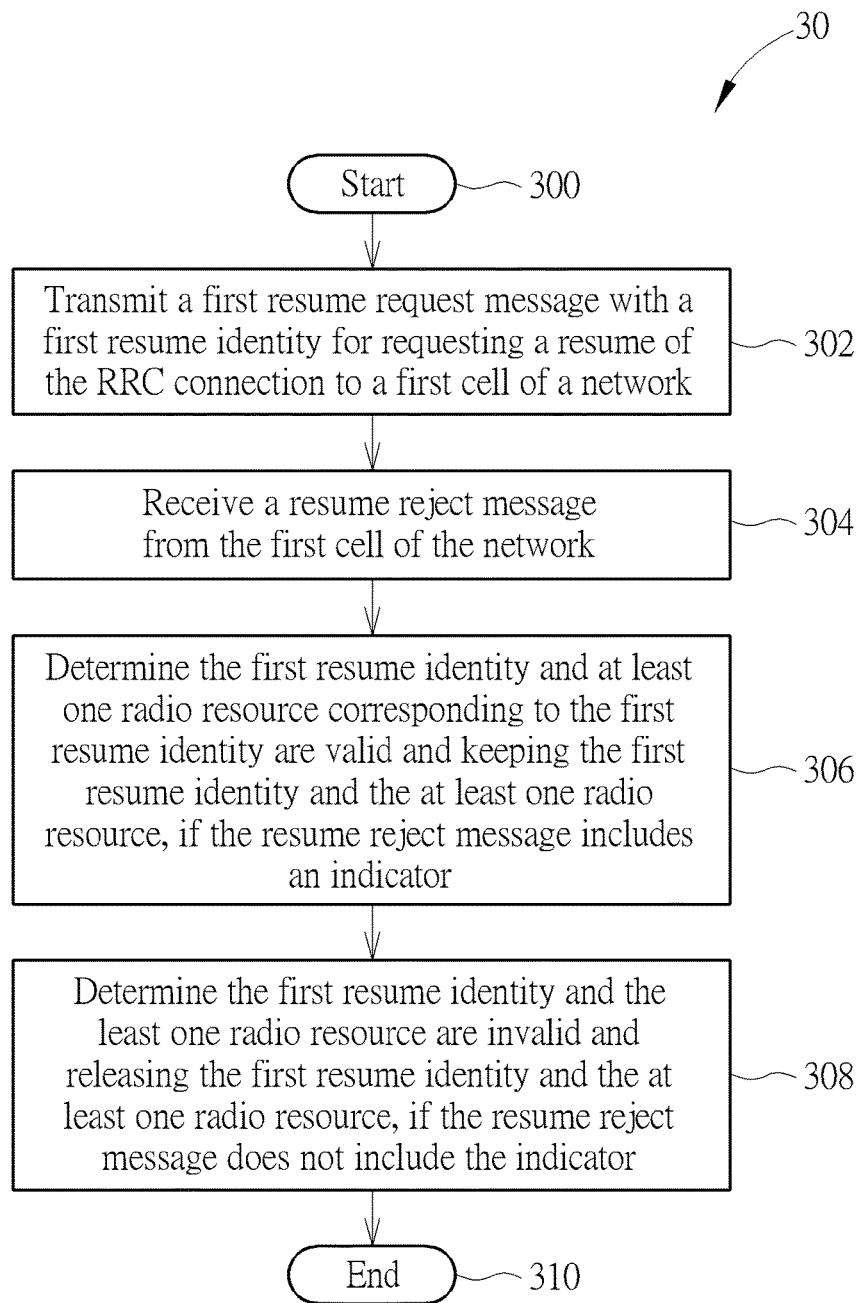 30
Start
300
Transmit a first resume request message with a
first resume identity for requesting a resume of
the RRC connection to a first cell of a network
302
Receive a resume reject message
from the first cell of the network
304
Determine the first resume identity and at least
one radio resource corresponding to the first
resume identity are valid and keeping the first
resume identity and the at least one radio
resource, if the resume reject message includes
an indicator
306
Determine the first resume identity and the
least one radio resource are invalid and
releasing the first resume identity and the at
least one radio resource, if the resume reject
message does not include the indicator
308
End
310